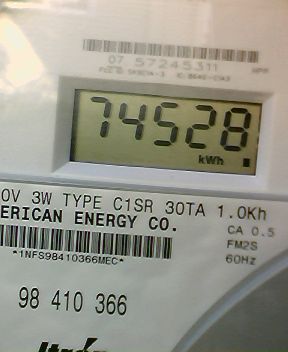 07 57245311
74528
kWh
0V 3W TYPE C1SR 30TA 1.0Kh
ERICAN ENERGY CO.
CA 0.5
FM2S
*1NFS98410366MEC*
60Hz
98 410 366
Itron